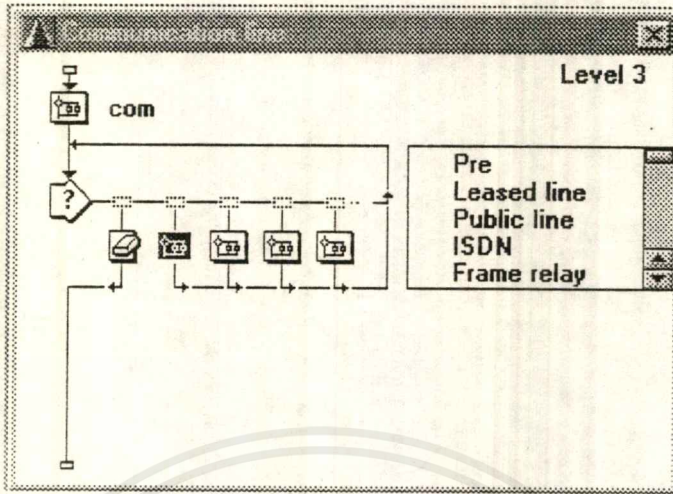 Communication line
Level 3
com
?
Pre
Leased line
Public line
ISDN
Frame relay